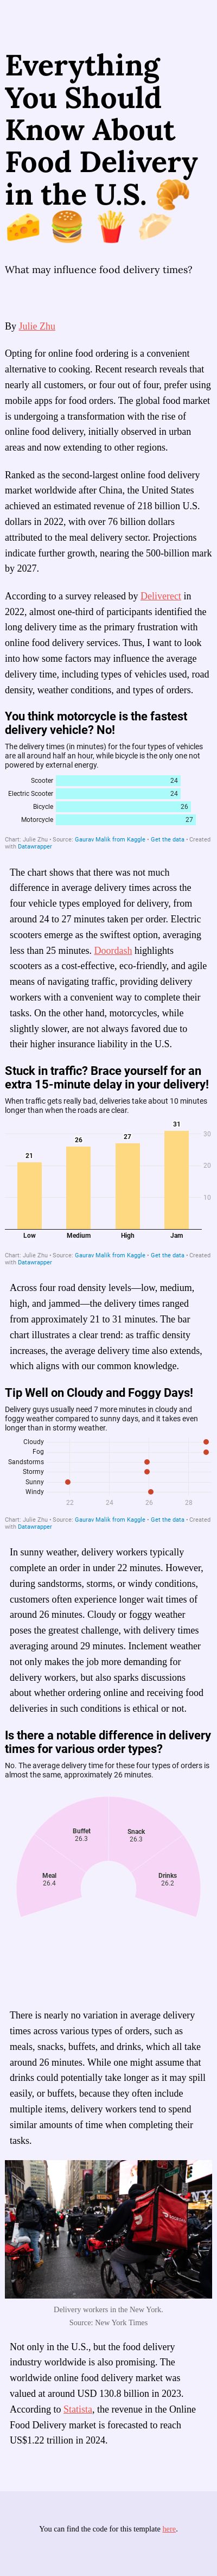 Everything
You Should
Know About
Food Delivery
in the U.S. 🥐
🧀 🍔 🍟 🥟
What may influence food delivery times?
By Julie Zhu
Opting for online food ordering is a convenient
alternative to cooking. Recent research reveals that
nearly all customers, or four out of four, prefer using
mobile apps for food orders. The global food market
is undergoing a transformation with the rise of
online food delivery, initially observed in urban
areas and now extending to other regions.
Ranked as the second-largest online food delivery
market worldwide after China, the United States
achieved an estimated revenue of 218 billion U.S.
dollars in 2022, with over 76 billion dollars
attributed to the meal delivery sector. Projections
indicate further growth, nearing the 500-billion mark
by 2027.
According to a survey released by Deliverect in
2022, almost one-third of participants identified the
long delivery time as the primary frustration with
online food delivery services. Thus, I want to look
into how some factors may influence the average
delivery time, including types of vehicles used, road
density, weather conditions, and types of orders.
You think motorcycle is the fastest
delivery vehicle? No!
The delivery times (in minutes) for the four types of vehicles
are all around half an hour, while bicycle is the only one not
powered by external energy.
Scooter 24
Electric Scooter 24
Bicycle 26
Motorcycle 27
Chart: Julie Zhu • Source: Gaurav Malik from Kaggle • Get the data • Created
with Datawrapper
The chart shows that there was not much
difference in average delivery times across the
four vehicle types employed for delivery, from
around 24 to 27 minutes taken per order. Electric
scooters emerge as the swiftest option, averaging
less than 25 minutes. Doordash highlights
scooters as a cost-effective, eco-friendly, and agile
means of navigating traffic, providing delivery
workers with a convenient way to complete their
tasks. On the other hand, motorcycles, while
slightly slower, are not always favored due to
their higher insurance liability in the U.S.
Stuck in traffic? Brace yourself for an
extra 15-minute delay in your delivery!
When traffic gets really bad, deliveries take about 10 minutes
longer than when the roads are clear.
31
30
27
26
21
20
10
Low Medium High Jam
Chart: Julie Zhu • Source: Gaurav Malik from Kaggle • Get the data • Created
with Datawrapper
Across four road density levels—low, medium,
high, and jammed—the delivery times ranged
from approximately 21 to 31 minutes. The bar
chart illustrates a clear trend: as traffic density
increases, the average delivery time also extends,
which aligns with our common knowledge.
Tip Well on Cloudy and Foggy Days!
Delivery guys usually need 7 more minutes in cloudy and
foggy weather compared to sunny days, and it takes even
longer than in stormy weather.
Cloudy
Fog
Sandstorms
Stormy
Sunny
Windy
22 24 26 28
Chart: Julie Zhu • Source: Gaurav Malik from Kaggle • Get the data • Created
with Datawrapper
In sunny weather, delivery workers typically
complete an order in under 22 minutes. However,
during sandstorms, storms, or windy conditions,
customers often experience longer wait times of
around 26 minutes. Cloudy or foggy weather
poses the greatest challenge, with delivery times
averaging around 29 minutes. Inclement weather
not only makes the job more demanding for
delivery workers, but also sparks discussions
about whether ordering online and receiving food
deliveries in such conditions is ethical or not.
Is there a notable difference in delivery
times for various order types?
No. The average delivery time for these four types of orders is
almost the same, approximately 26 minutes.
Buffet Snack
26.3 26.3
Meal Drinks
26.4 26.2
There is nearly no variation in average delivery
times across various types of orders, such as
meals, snacks, buffets, and drinks, which all take
around 26 minutes. While one might assume that
drinks could potentially take longer as it may spill
easily, or buffets, because they often include
multiple items, delivery workers tend to spend
similar amounts of time when completing their
tasks.
Delivery workers in the New York.
Source: New York Times
Not only in the U.S., but the food delivery
industry worldwide is also promising. The
worldwide online food delivery market was
valued at around USD 130.8 billion in 2023.
According to Statista, the revenue in the Online
Food Delivery market is forecasted to reach
US$1.22 trillion in 2024.
You can find the code for this template here.